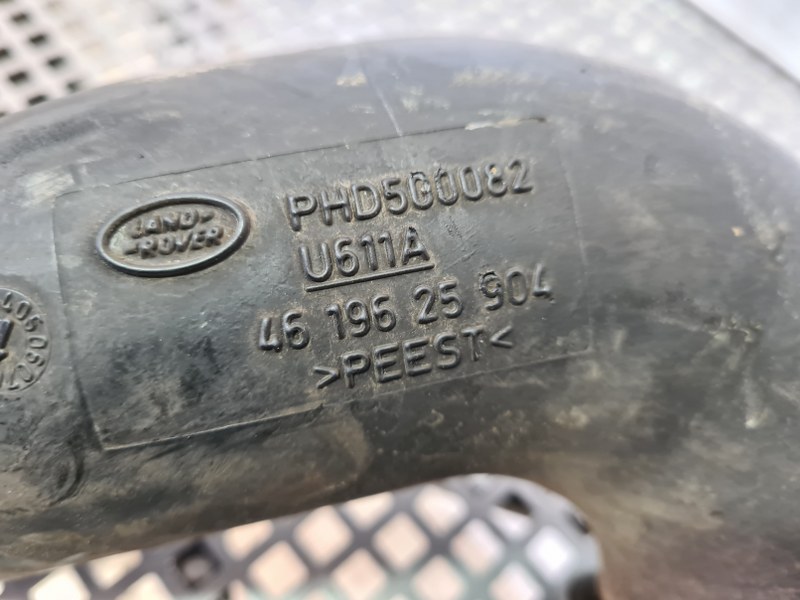 LAND-
-ROVER
PHD500082
U611A
46 196 25 904
>PEEST<